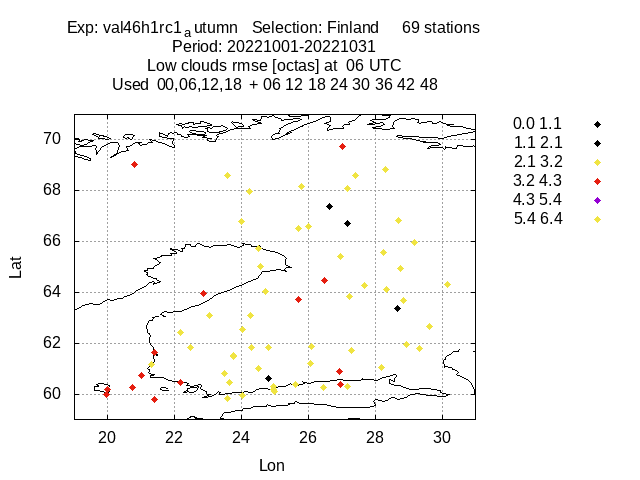 Exp: val46h1rc1autumn Selection: Finland 69 stations
Period: 20221001-20221031
Low clouds rmse [octas] at 06 UTC
Used 00,06,12,18 + 06 12 18 24 30 36 42 48
0.0 1.1
1.1 2.1
2.1 3.2
3.2 4.3
4.3 5.4
5.4 6.4
70
68
66
64
62
60
Lat
20 22 24 26 28 30
Lon